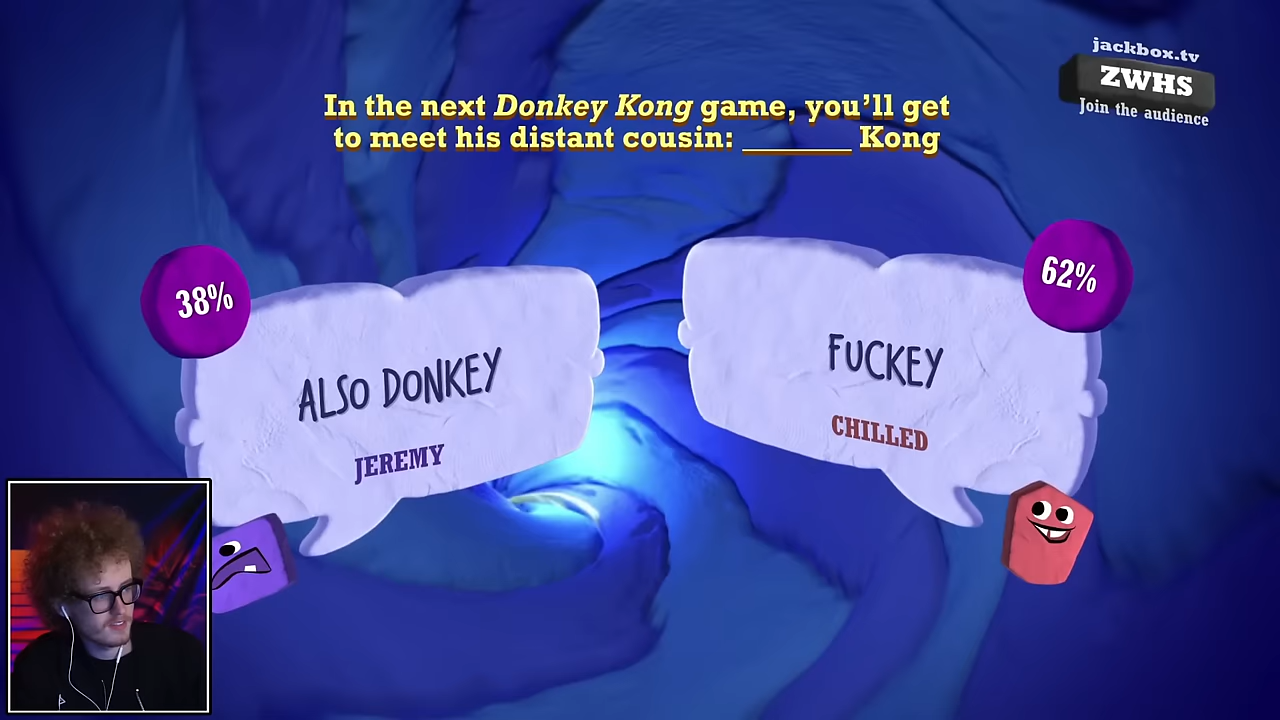 jackbox.tv
ZWHS
Join the audience
In the next Donkey Kong game, you’ll get
to meet his distant cousin: _______ Kong
38%
62%
ALSO DONKEY
FUCKEY
JEREMY
CHILLED